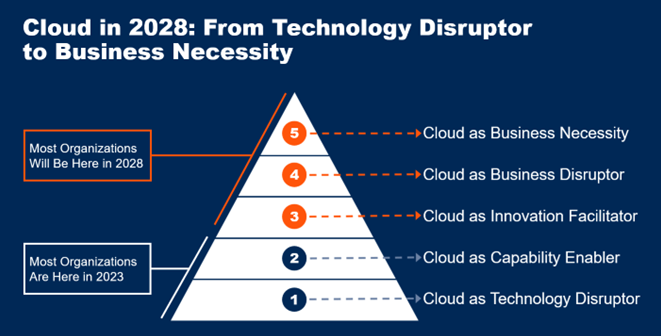 Cloud in 2028: From Technology Disruptor
to Business Necessity
5
Cloud as Business Necessity
Most Organizations
Will Be Here in 2028
4
Cloud as Business Disruptor
3
Cloud as Innovation Facilitator
Most Organizations
Are Here in 2023
2
Cloud as Capability Enabler
1
Cloud as Technology Disruptor